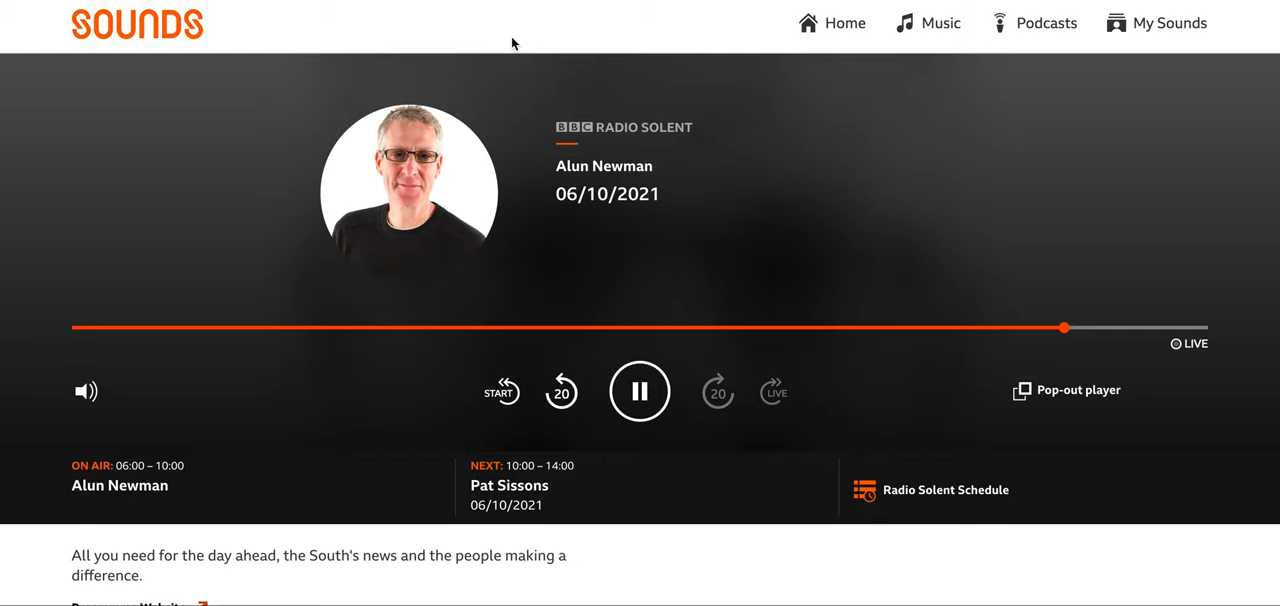 SOUNDS
Home
Music
Podcasts
My Sounds
BBC RADIO SOLENT
Alun Newman
06/10/2021
LIVE
START
20
20
LIVE
Pop-out player
ON AIR: 06:00 – 10:00
Alun Newman
NEXT: 10:00 – 14:00
Pat Sissons
06/10/2021
Radio Solent Schedule
All you need for the day ahead, the South's news and the people making a
difference.
Programme Website